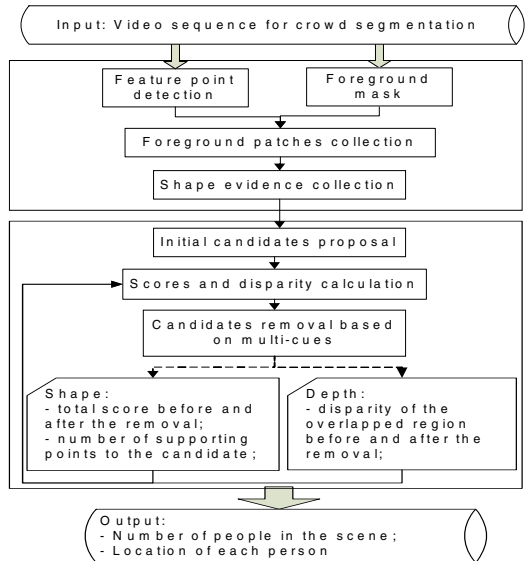 Input: Video sequence for crowd segmentation
Feature point
detection
Foreground
mask
Foreground patches collection
Shape evidence collection
Initial candidates proposal
Scores and disparity calculation
Candidates removal based
on multi-cues
Shape:
- total score before and
after the removal;
- number of supporting
points to the candidate;
Depth:
- disparity of the
overlapped region
before and after the
removal;
Output:
- Number of people in the scene;
- Location of each person